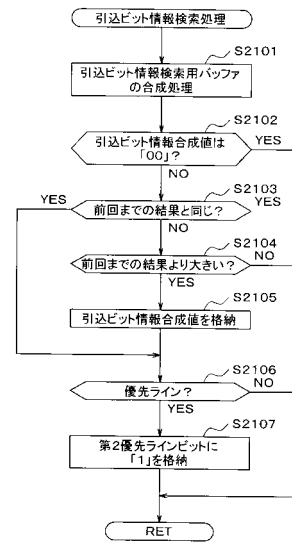 引込ビット情報検索処理
S2101
引込ビット情報検索用バッファ
の合成処理
S2102
引込ビット情報合成値は
「00」?
YES
NO
S2103
YES
前回までの結果と同じ?
YES
NO
S2104
前回までの結果より大きい?
NO
YES
S2105
引込ビット情報合成値を格納
S2106
優先ライン?
NO
YES
S2107
第2優先ラインビットに
「1」を格納
RET